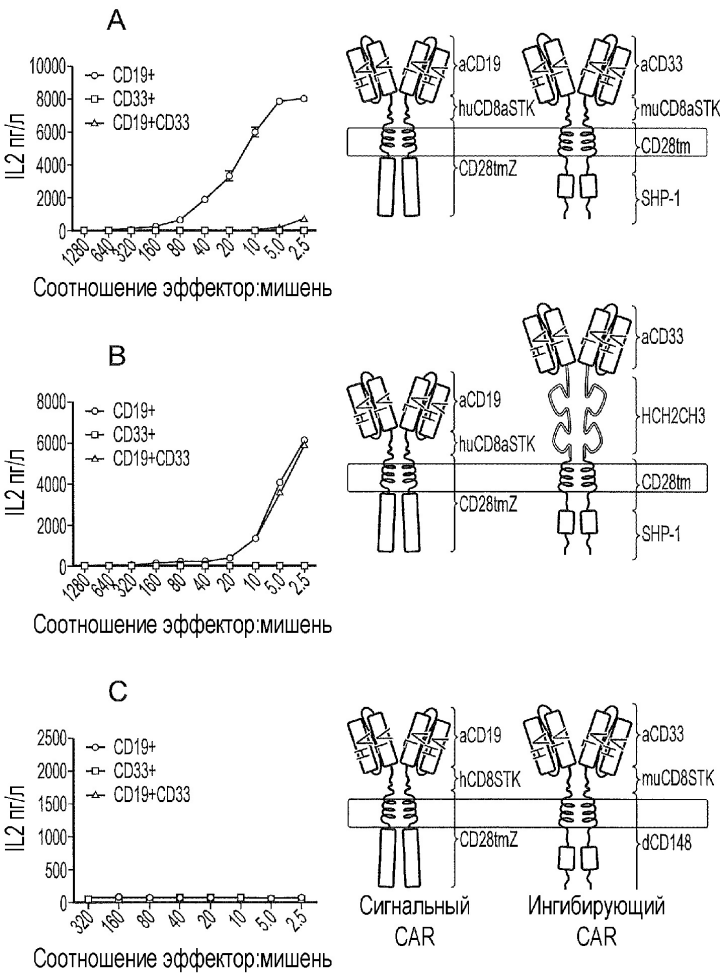 A
10000
8000
6000
4000
2000
0
IL2 пг/л
CD19+
CD33+
CD19+CD33
1280
640
320
160
80
40
20
10
5.0
2.5
Соотношение эффектор:мишень
aCD19
huCD8aSTK
CD28tmZ
aCD33
muCD8aSTK
CD28tm
SHP-1
B
8000
6000
4000
2000
0
IL2 пг/л
CD19+
CD33+
CD19+CD33
1280
640
320
160
80
40
20
10
5.0
2.5
Соотношение эффектор:мишень
aCD19
huCD8aSTK
CD28tmZ
aCD33
HCH2CH3
CD28tm
SHP-1
C
2500
2000
1500
1000
500
0
IL2 пг/л
CD19+
CD33+
CD19+CD33
320
160
80
40
20
10
5.0
2.5
Соотношение эффектор:мишень
aCD19
hCD8STK
CD28tmZ
aCD33
muCD8STK
dCD148
Сигнальный
CAR
Ингибирующий
CAR